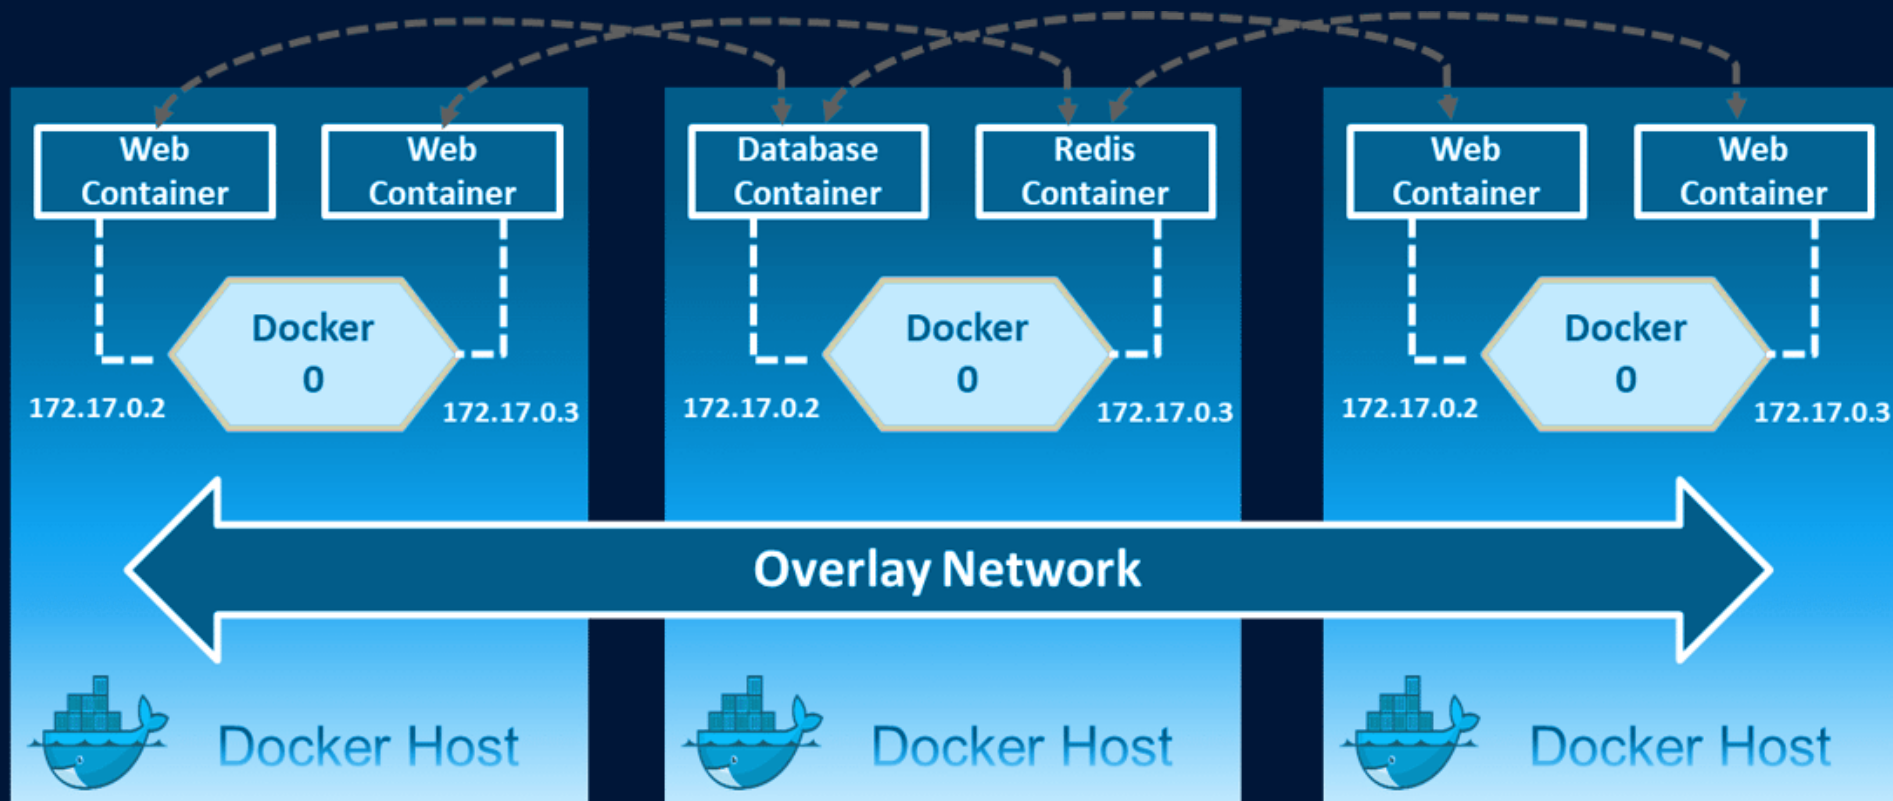 Web
Container
Web
Container
Docker
0
172.17.0.2
172.17.0.3
Database
Container
Redis
Container
Docker
0
172.17.0.2
172.17.0.3
Web
Container
Web
Container
Docker
0
172.17.0.2
172.17.0.3
Overlay Network
Docker Host
Docker Host
Docker Host